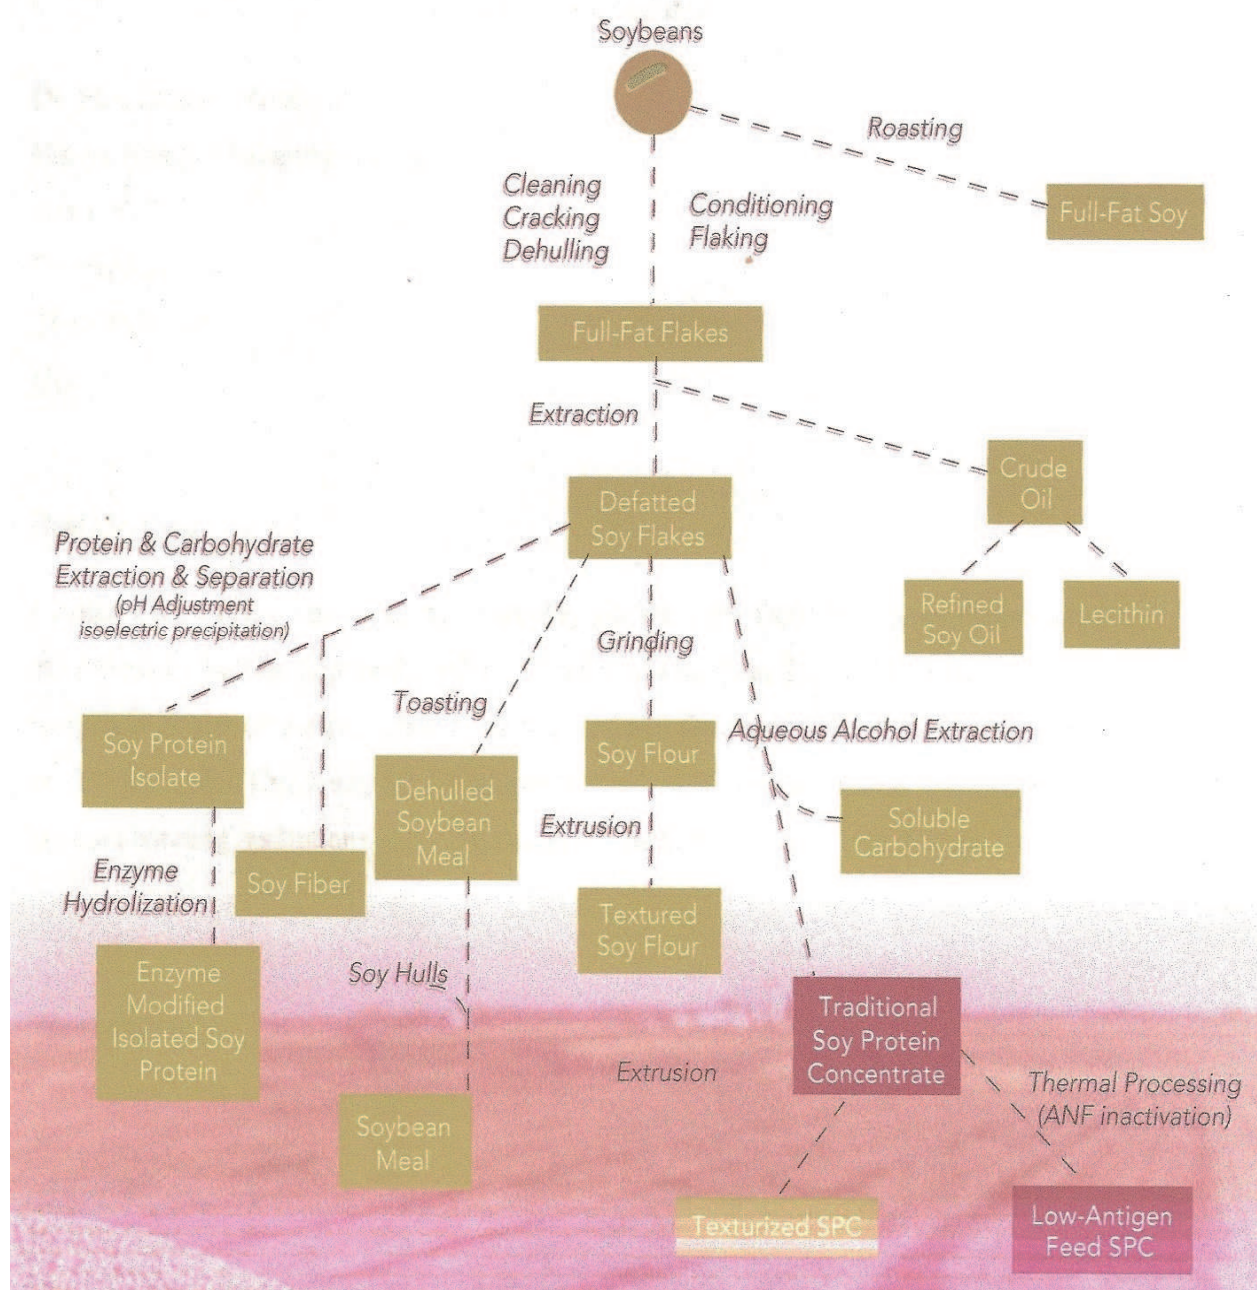 Soybeans
Roasting
Cleaning
Cracking
Dehulling
Conditioning
Flaking
Full-Fat Soy
Full-Fat Flakes
Extraction
Crude
Oil
Defatted
Soy Flakes
Protein & Carbohydrate
Extraction & Separation
(pH Adjustment
isoelectric precipitation)
Refined
Soy Oil
Lecithin
Grinding
Toasting
Soy Protein
Isolate
Soy Flour
Aqueous Alcohol Extraction
Dehulled
Soybean
Meal
Extrusion
Soluble
Carbohydrate
Enzyme
Hydrolization
Soy Fiber
Textured
Soy Flour
Enzyme
Modified
Isolated Soy
Protein
Soy Hulls
Traditional
Soy Protein
Concentrate
Extrusion
Thermal Processing
(ANF inactivation)
Soybean
Meal
Texturized SPC
Low-Antigen
Feed SPC